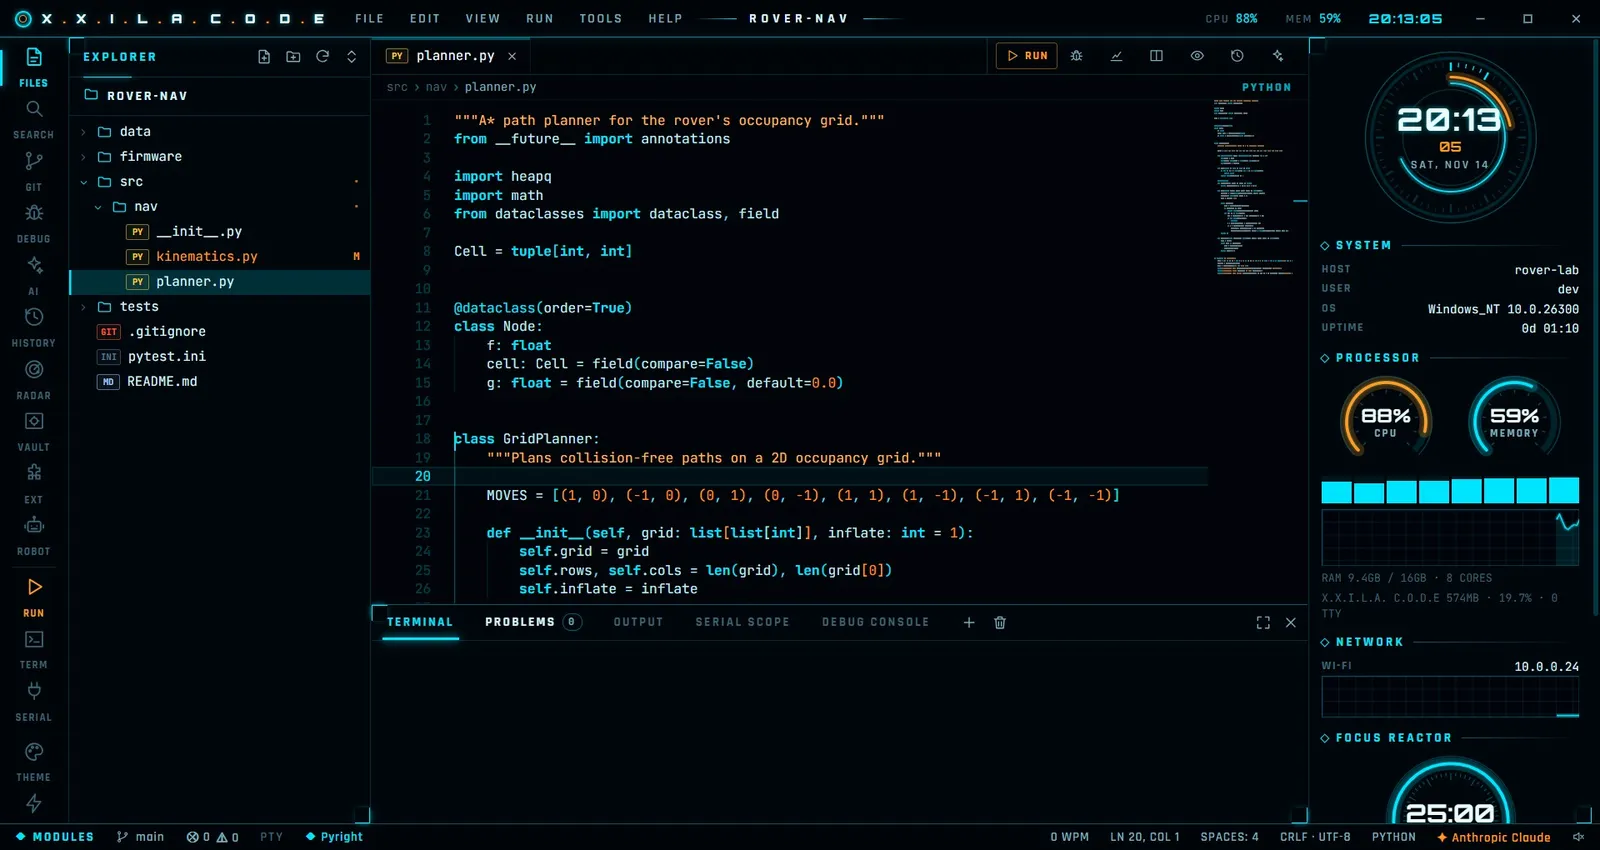 X.X.I.L.A.C.O.D.E FILE EDIT VIEW RUN TOOLS HELP ROVER-NAV CPU 88% MEM 59% 20:13:05
FILES
SEARCH
GIT
DEBUG
AI
HISTORY
RADAR
VAULT
EXT
ROBOT
RUN
TERM
SERIAL
THEME
EXPLORER
ROVER-NAV
data
firmware
src
nav
PY __init__.py
PY kinematics.py M
PY planner.py
tests
GIT .gitignore
INI pytest.ini
MD README.md
PY planner.py RUN
src › nav › planner.py PYTHON
1 """A* path planner for the rover's occupancy grid."""
2 from __future__ import annotations
3
4 import heapq
5 import math
6 from dataclasses import dataclass, field
7
8 Cell = tuple[int, int]
9
10
11 @dataclass(order=True)
12 class Node:
13 f: float
14 cell: Cell = field(compare=False)
15 g: float = field(compare=False, default=0.0)
16
17
18 class GridPlanner:
19 """Plans collision-free paths on a 2D occupancy grid."""
20
21 MOVES = [(1, 0), (-1, 0), (0, 1), (0, -1), (1, 1), (1, -1), (-1, 1), (-1, -1)]
22
23 def __init__(self, grid: list[list[int]], inflate: int = 1):
24 self.grid = grid
25 self.rows, self.cols = len(grid), len(grid[0])
26 self.inflate = inflate
TERMINAL PROBLEMS 0 OUTPUT SERIAL SCOPE DEBUG CONSOLE
20:13
05
SAT, NOV 14
SYSTEM
HOST rover-lab
USER dev
OS Windows_NT 10.0.26300
UPTIME 0d 01:10
PROCESSOR
88% CPU
59% MEMORY
RAM 9.4GB / 16GB · 8 CORES
X.X.I.L.A. C.O.D.E 574MB · 19.7% · 0
TTY
NETWORK
WI-FI 10.0.0.24
FOCUS REACTOR
25:00
MODULES main 0 0 PTY Pyright 0 WPM LN 20, COL 1 SPACES: 4 CRLF · UTF-8 PYTHON Anthropic Claude